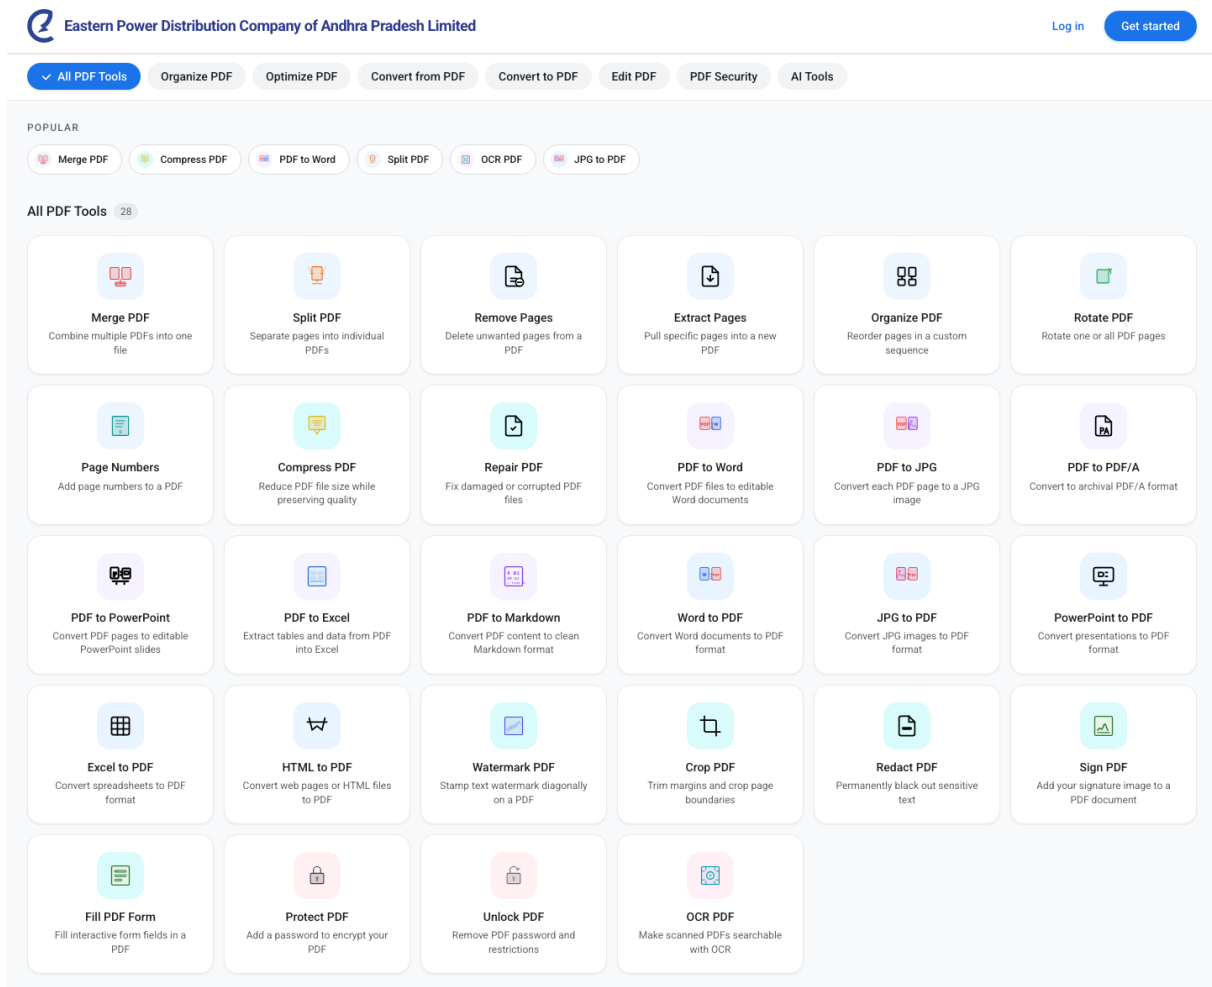 Eastern Power Distribution Company of Andhra Pradesh Limited
Log in
Get started
All PDF Tools
Organize PDF
Optimize PDF
Convert from PDF
Convert to PDF
Edit PDF
PDF Security
AI Tools
POPULAR
Merge PDF
Compress PDF
PDF to Word
Split PDF
OCR PDF
JPG to PDF
All PDF Tools 28
Merge PDF
Combine multiple PDFs into one
file
Split PDF
Separate pages into individual
PDFs
Remove Pages
Delete unwanted pages from a
PDF
Extract Pages
Pull specific pages into a new
PDF
Organize PDF
Reorder pages in a custom
sequence
Rotate PDF
Rotate one or all PDF pages
Page Numbers
Add page numbers to a PDF
Compress PDF
Reduce PDF file size while
preserving quality
Repair PDF
Fix damaged or corrupted PDF
files
PDF to Word
Convert PDF files to editable
Word documents
PDF to JPG
Convert each PDF page to a JPG
image
PDF to PDF/A
Convert to archival PDF/A format
PDF to PowerPoint
Convert PDF pages to editable
PowerPoint slides
PDF to Excel
Extract tables and data from PDF
into Excel
PDF to Markdown
Convert PDF content to clean
Markdown format
Word to PDF
Convert Word documents to PDF
format
JPG to PDF
Convert JPG images to PDF
format
PowerPoint to PDF
Convert presentations to PDF
format
Excel to PDF
Convert spreadsheets to PDF
format
HTML to PDF
Convert web pages or HTML files
to PDF
Watermark PDF
Stamp text watermark diagonally
on a PDF
Crop PDF
Trim margins and crop page
boundaries
Redact PDF
Permanently black out sensitive
text
Sign PDF
Add your signature image to a
PDF document
Fill PDF Form
Fill interactive form fields in a
PDF
Protect PDF
Add a password to encrypt your
PDF
Unlock PDF
Remove PDF password and
restrictions
OCR PDF
Make scanned PDFs searchable
with OCR